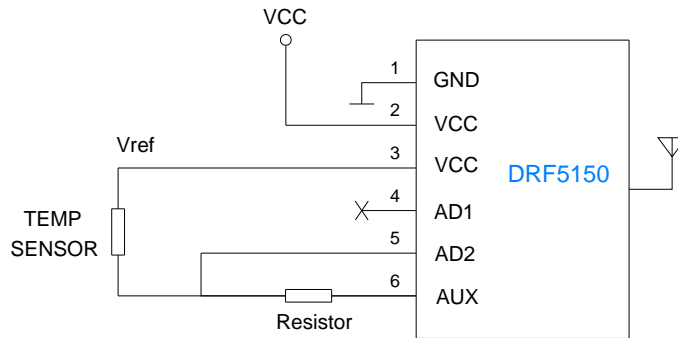 VCC
1
GND
2
VCC
Vref
3
VCC
DRF5150
4
AD1
TEMP
SENSOR
5
AD2
6
AUX
Resistor